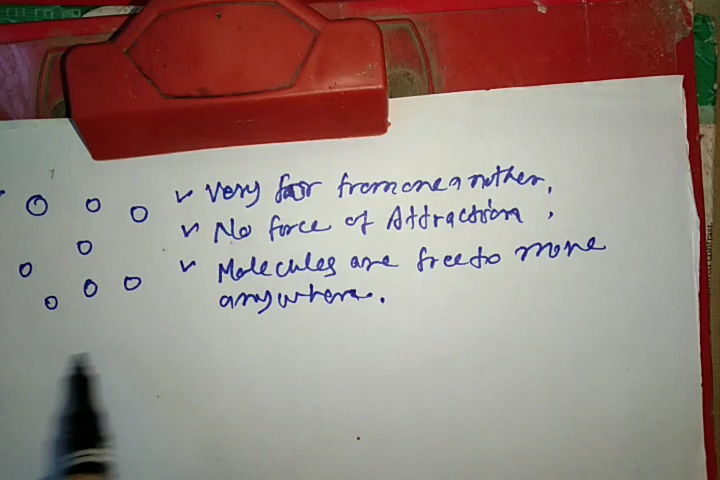 ✓ Very far from one another.
✓ No force of Attraction.
✓ Molecules are free to move
anywhere.